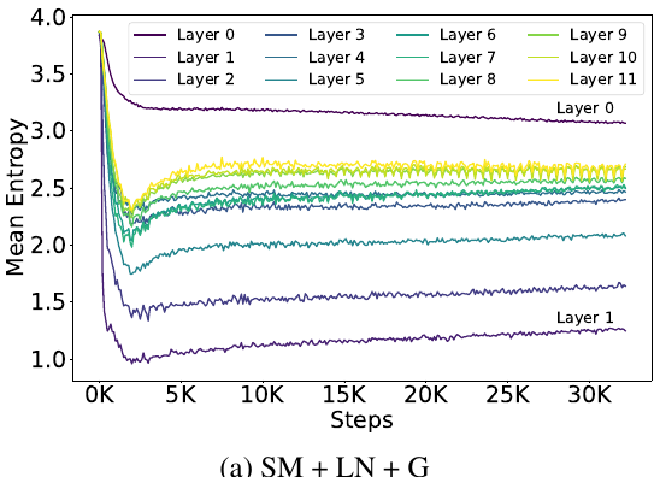 4.0
3.5
3.0
2.5
2.0
1.5
1.0
Mean Entropy
Layer 0 Layer 3 Layer 6 Layer 9
Layer 1 Layer 4 Layer 7 Layer 10
Layer 2 Layer 5 Layer 8 Layer 11
Layer 0
Layer 1
0K 5K 10K 15K 20K 25K 30K
Steps
(a) SM + LN + G